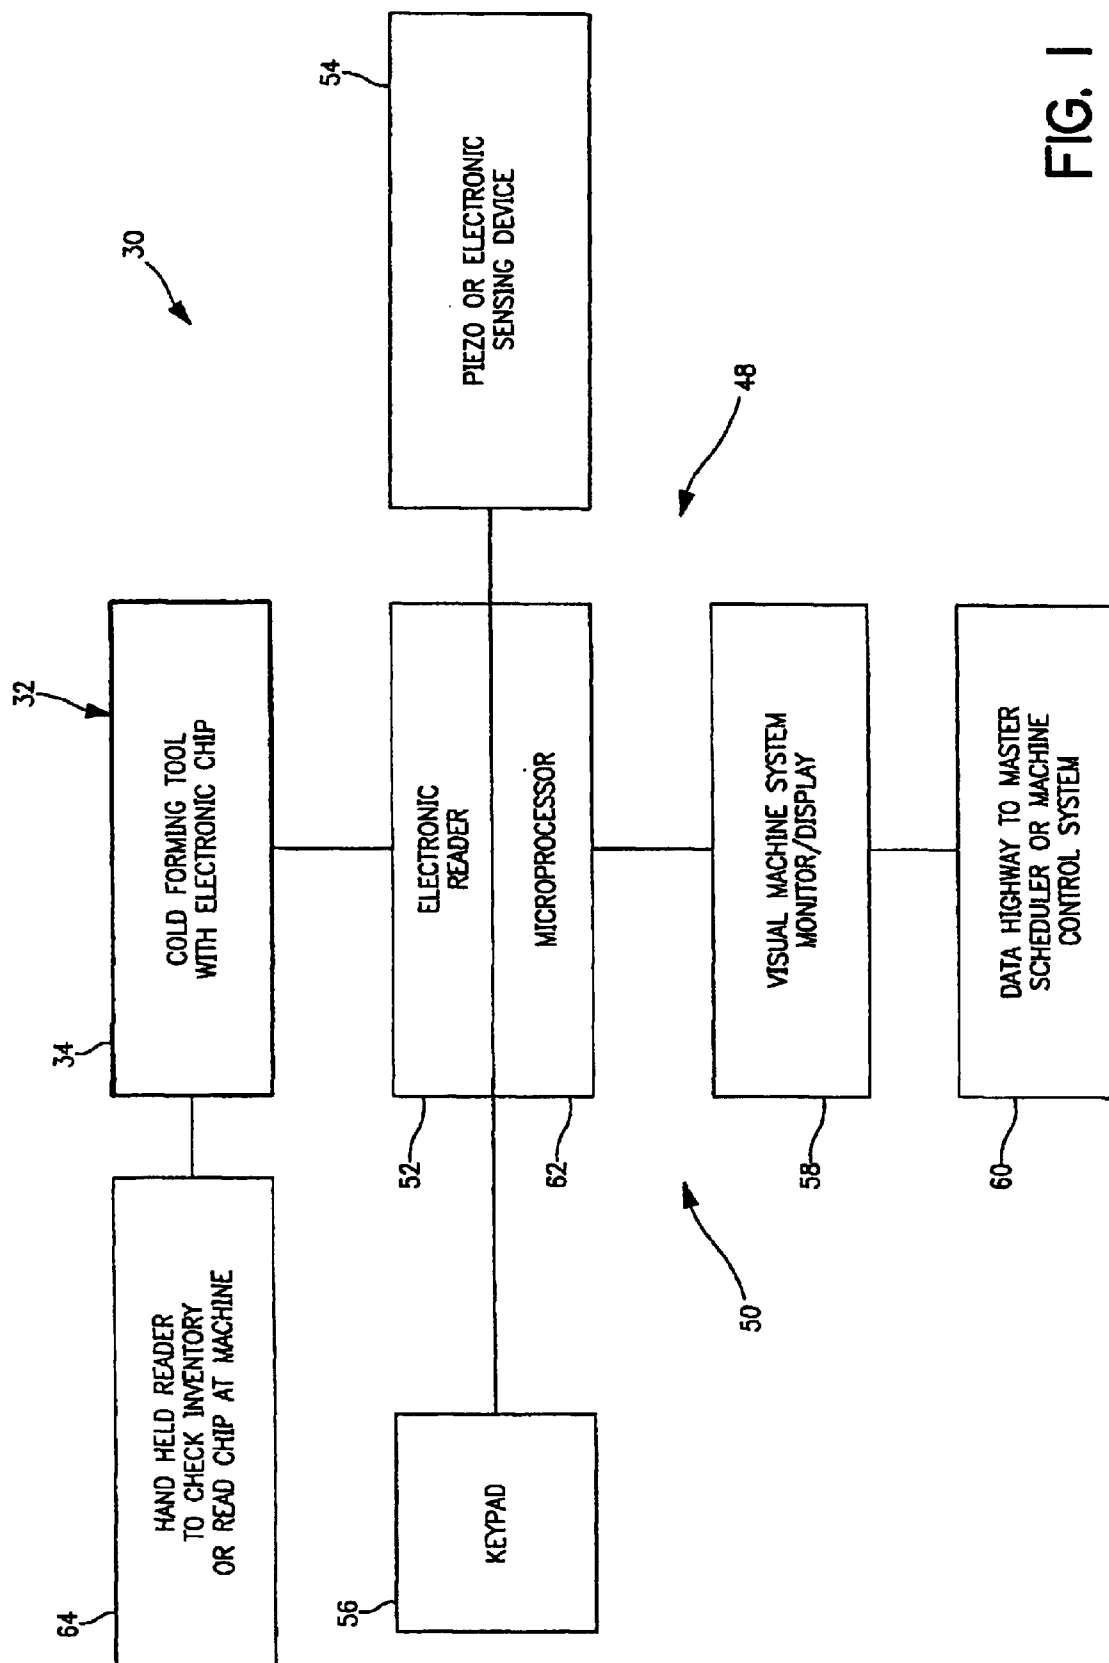 64
HAND HELD READER
TO CHECK INVENTORY
OR READ CHIP AT MACHINE
34
32
COLD FORMING TOOL
WITH ELECTRONIC CHIP
30
56
KEYPAD
52
ELECTRONIC
READER
62
MICROPROCESSOR
54
PIEZO OR ELECTRONIC
SENSING DEVICE
50
48
58
VISUAL MACHINE SYSTEM
MONITOR/DISPLAY
60
DATA HIGHWAY TO MASTER
SCHEDULER OR MACHINE
CONTROL SYSTEM
FIG. 1